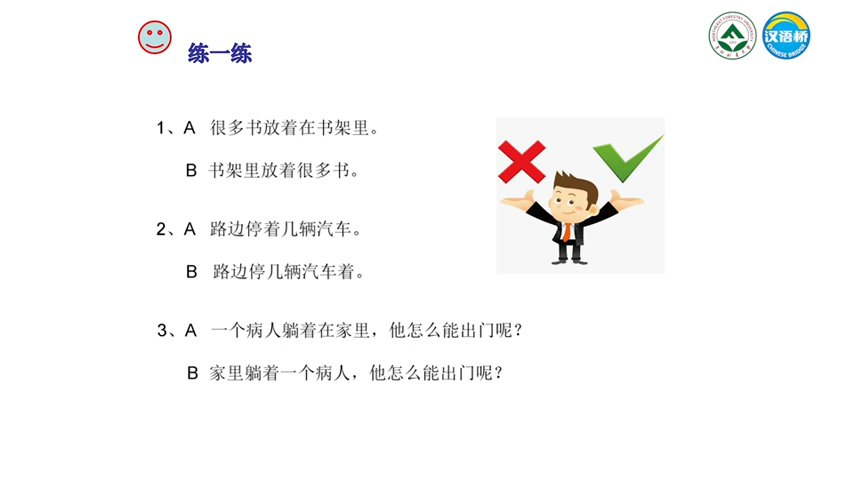 练一练
汉语桥
CHINESE BRIDGE
1、A 很多书放着在书架里。
B 书架里放着很多书。
2、A 路边停着几辆汽车。
B 路边停几辆汽车着。
3、A 一个病人躺着在家里，他怎么能出门呢？
B 家里躺着一个病人，他怎么能出门呢？